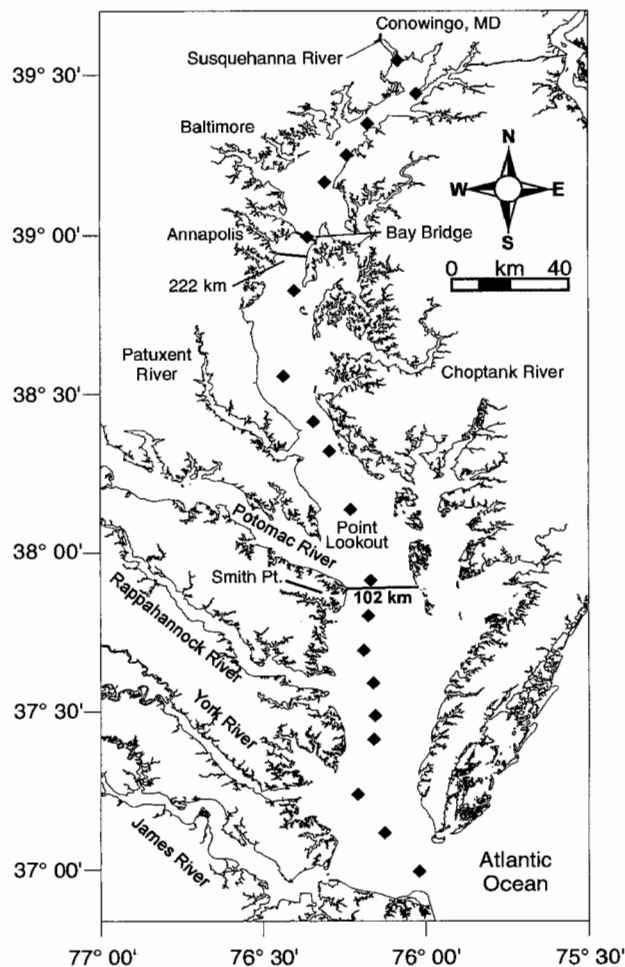 Conowingo, MD
Susquehanna River
39° 30'
Baltimore
N
W
E
S
39° 00'
Annapolis
Bay Bridge
0 km 40
222 km
Patuxent
River
38° 30'
Choptank River
Potomac River
Point
Lookout
38° 00'
Smith Pt.
102 km
Rappahannock River
37° 30'
York River
James River
37° 00'
Atlantic
Ocean
77° 00'
76° 30'
76° 00'
75° 30'